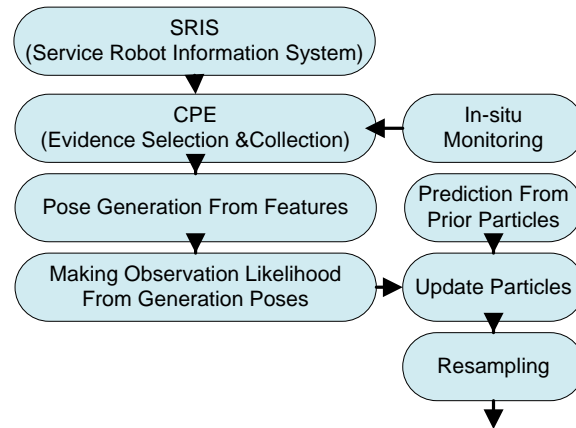 SRIS
(Service Robot Information System)
CPE
(Evidence Selection &Collection)
In-situ
Monitoring
Pose Generation From Features
Prediction From
Prior Particles
Making Observation Likelihood
From Generation Poses
Update Particles
Resampling